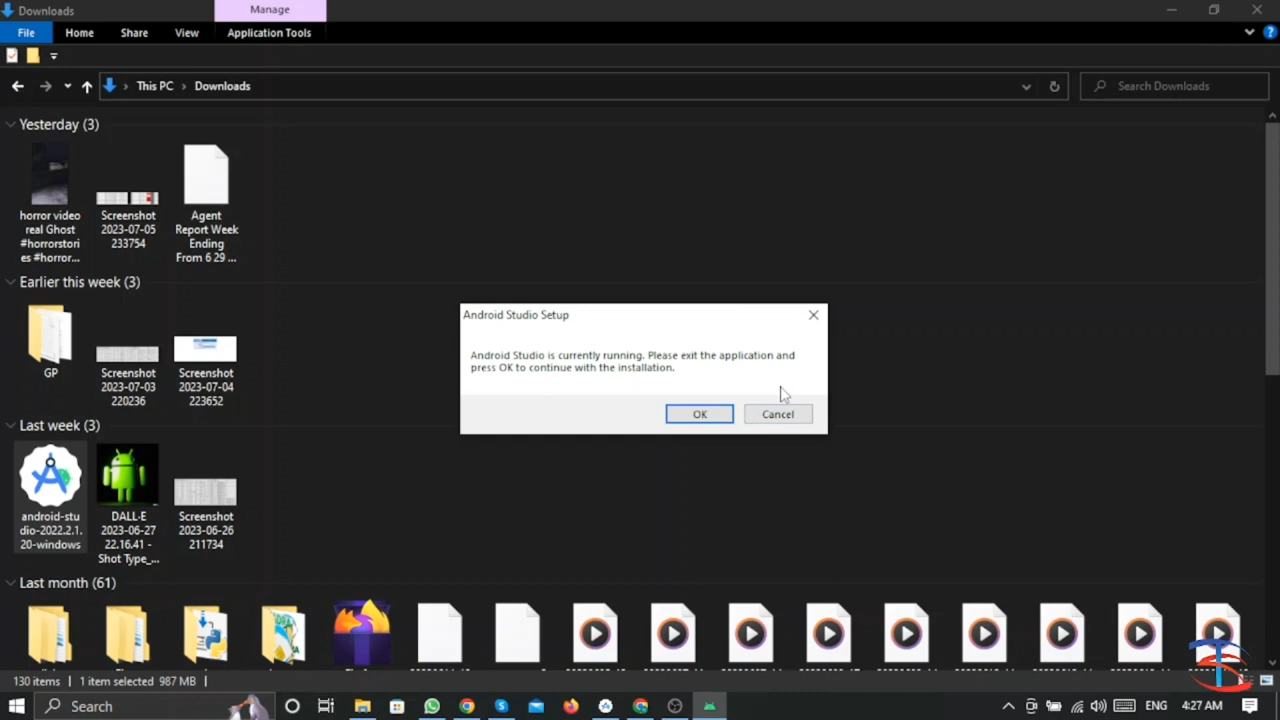 Downloads
Manage
File
Home
Share
View
Application Tools
This PC
Downloads
Search Downloads
Yesterday (3)
horror video
real Ghost
#horrorstori
es #horror...
Screenshot
2023-07-05
233754
Agent
Report Week
Ending
From 6 29 ...
Earlier this week (3)
GP
Screenshot
2023-07-03
220236
Screenshot
2023-07-04
223652
Android Studio Setup
Android Studio is currently running. Please exit the application and
press OK to continue with the installation.
OK
Cancel
Last week (3)
android-stu
dio-2022.2.1.
20-windows
DALL·E
2023-06-27
22.16.41 -
Shot Type_...
Screenshot
2023-06-26
211734
Last month (61)
130 items
1 item selected 987 MB
Search
ENG
4:27 AM